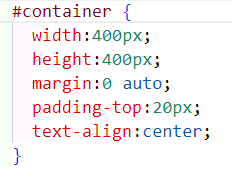 #container {
width:400px;
height:400px;
margin:0 auto;
padding-top:20px;
text-align:center;
}